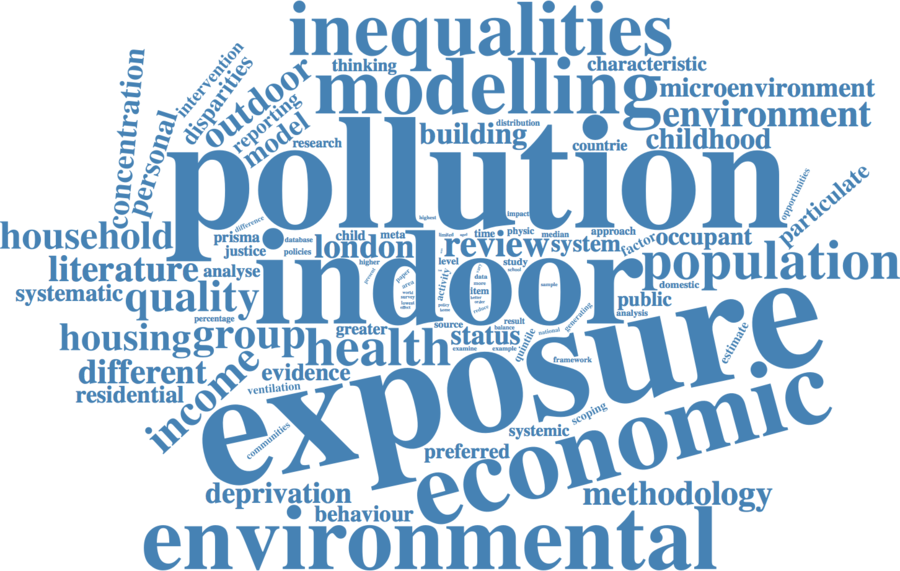 inequalities
thinking
characteristic
modelling
microenvironment
environment
concentration
intervention
disparities
outdoor
reporting
personal
model
research
building
distribution
countrie
childhood
pollution
opportunities
particulate
highest
impact
difference
household
prisma
database
child
meta
time
physic
median
approach
justice
policies
london
review
system
factor
occupant
literature
analyse
higher
level
study
school
population
systematic
quality
present
paper
area
activity
data
item
sample
domestic
indoor
public
analysis
percentage
housing
group
greater
source
result
balance
national
generating
status
quintile
estimate
health
examine
example
framework
different
income
evidence
residential
ventilation
exposure
communities
scoping
systemic
preferred
economic
deprivation
behaviour
methodology
environmental